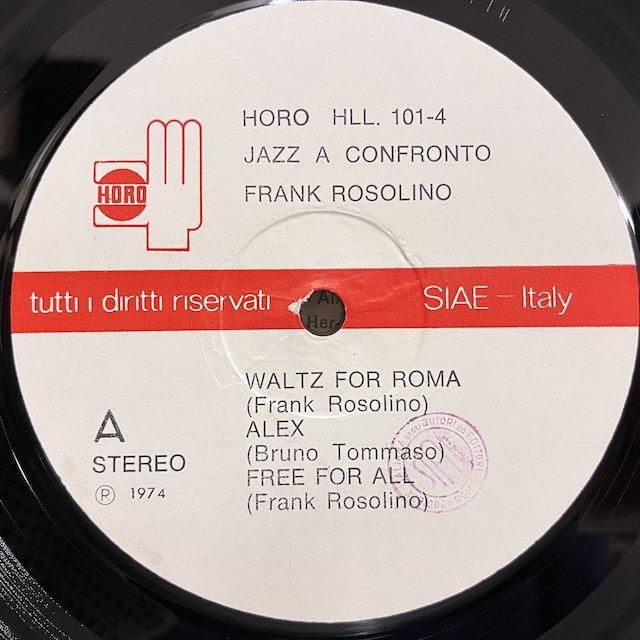 HORO HLL. 101-4
JAZZ A CONFRONTO
HORO
FRANK ROSOLINO
tutti i diritti riservati SIAE - Italy
Her-
WALTZ FOR ROMA
(Frank Rosolino)
ALEX
A
(Bruno Tommaso)
STEREO
FREE FOR ALL
Ⓟ 1974
(Frank Rosolino)